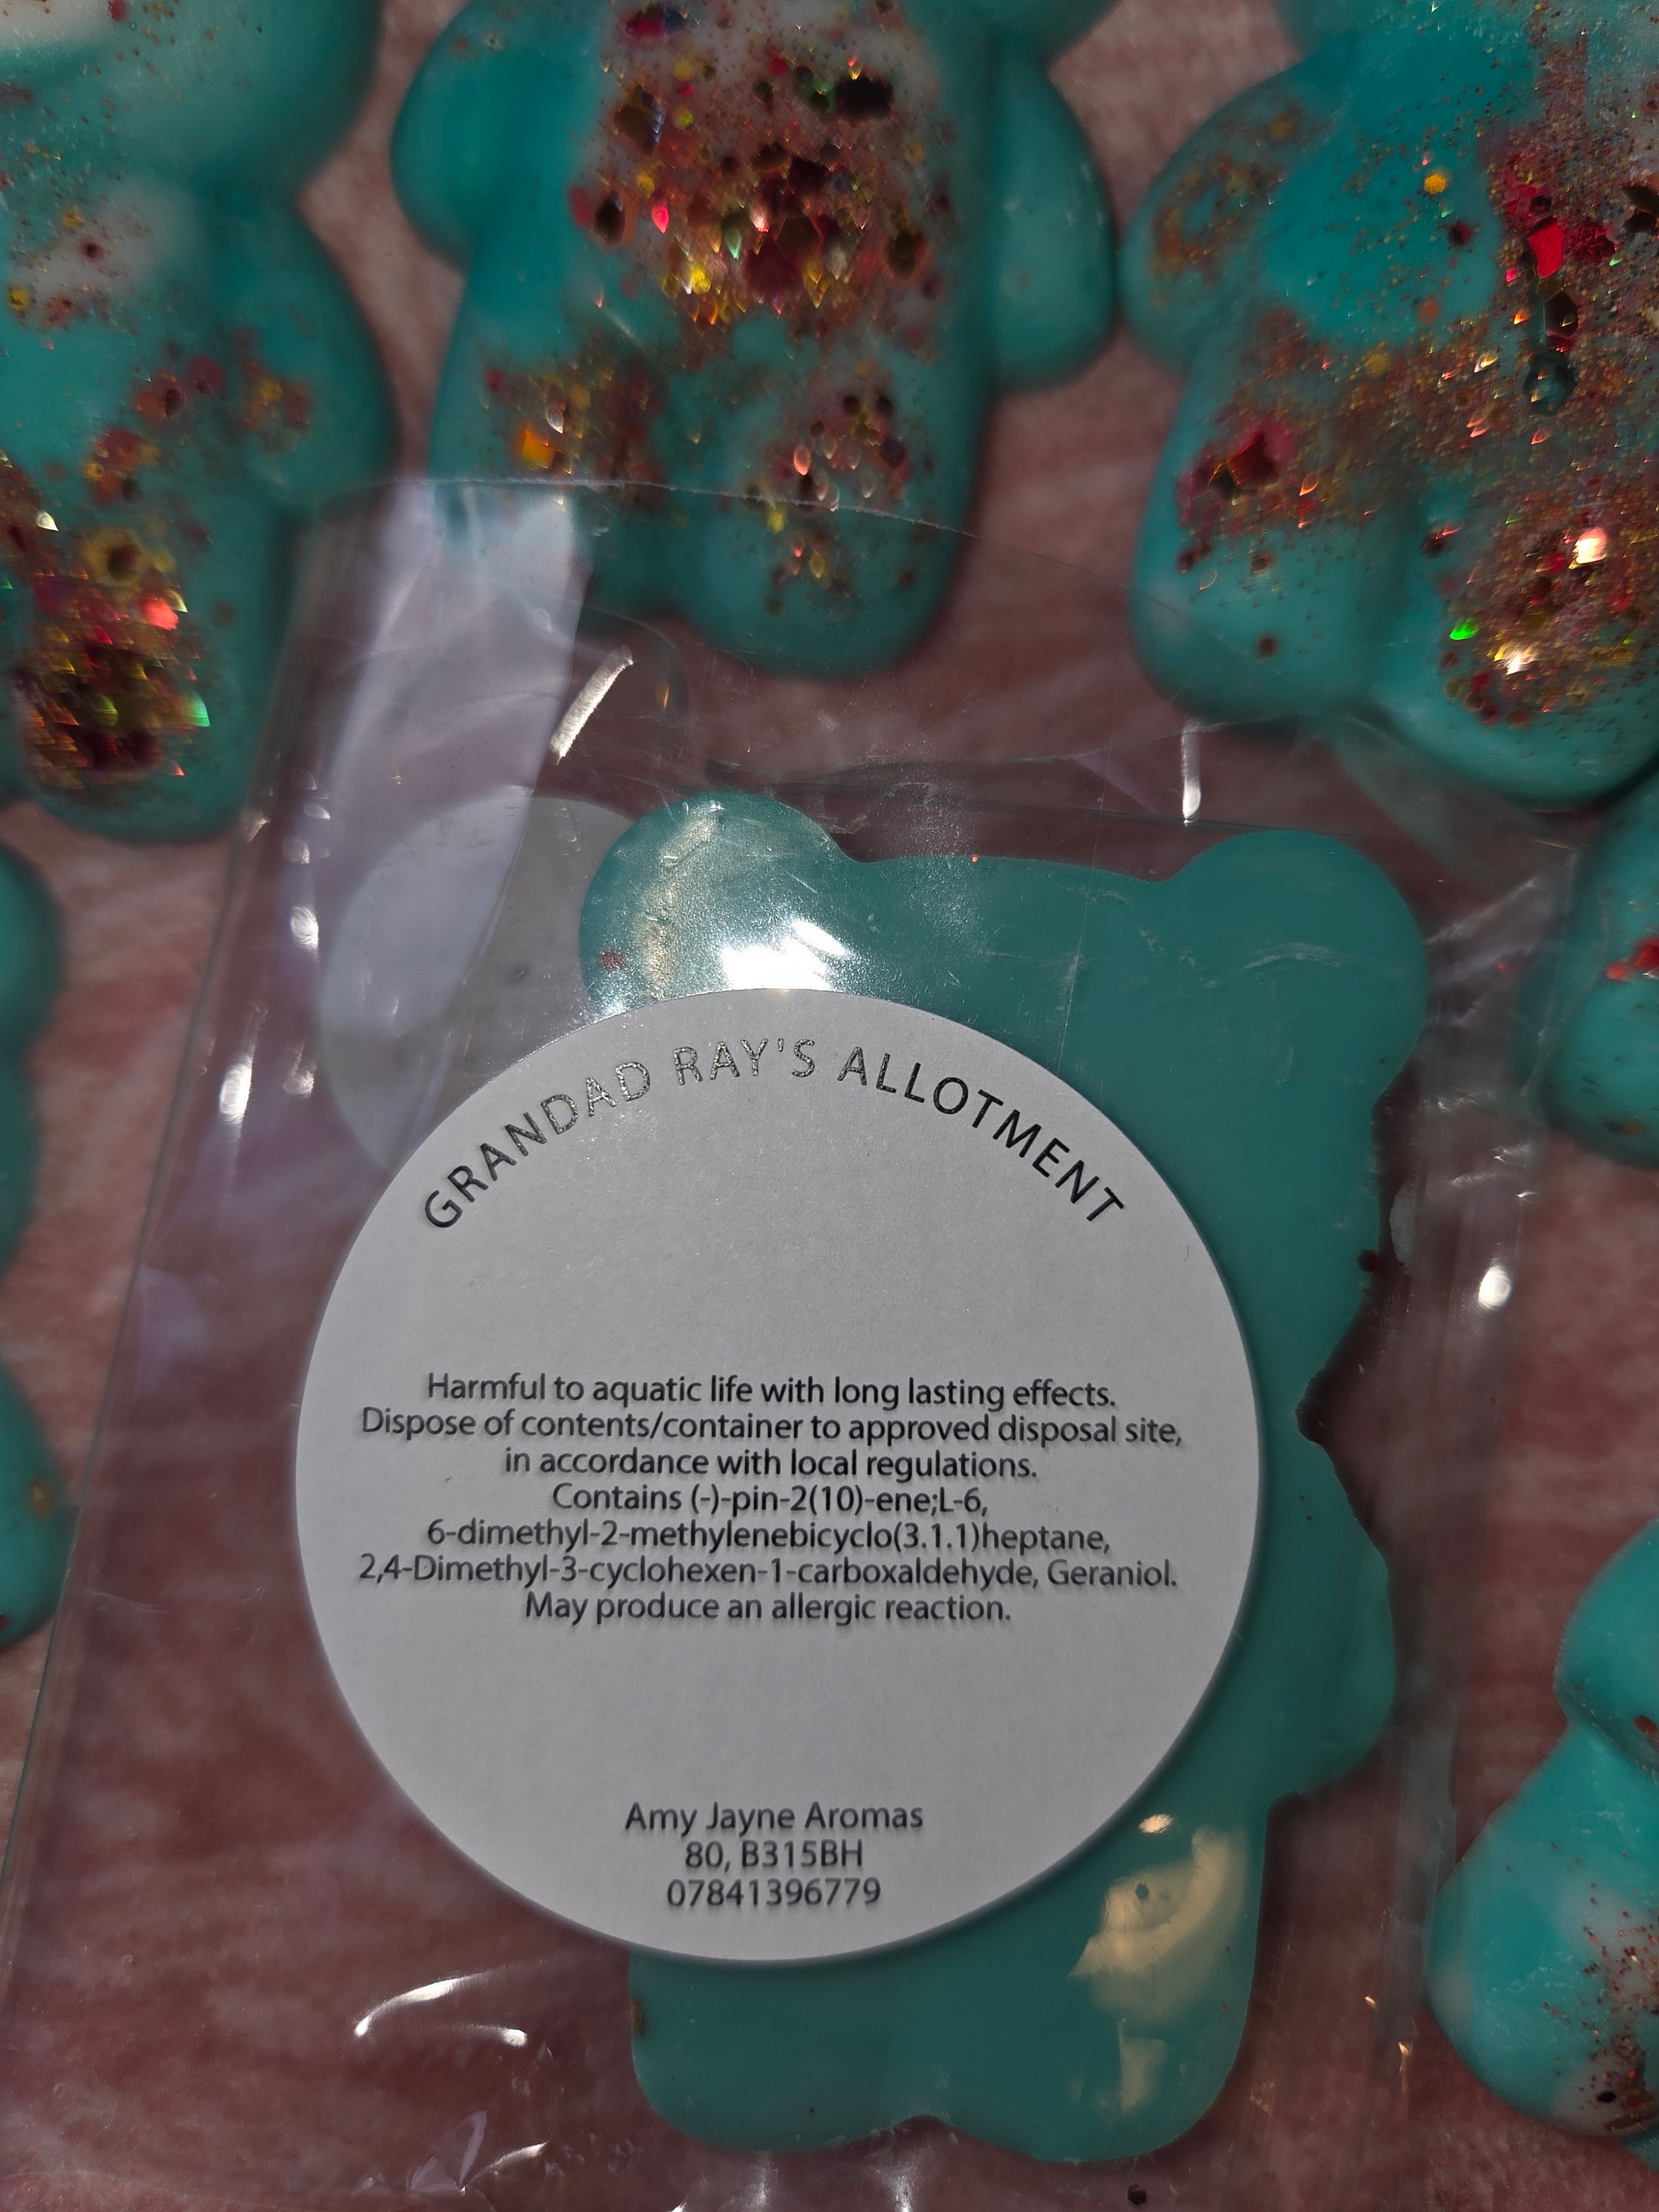 GRANDAD RAY'S ALLOTMENT
Harmful to aquatic life with long lasting effects.
Dispose of contents/container to approved disposal site,
in accordance with local regulations.
Contains (-)-pin-2(10)-ene;L-6,
6-dimethyl-2-methylenebicyclo(3.1.1)heptane,
2,4-Dimethyl-3-cyclohexen-1-carboxaldehyde, Geraniol.
May produce an allergic reaction.
Amy Jayne Aromas
80, B315BH
07841396779